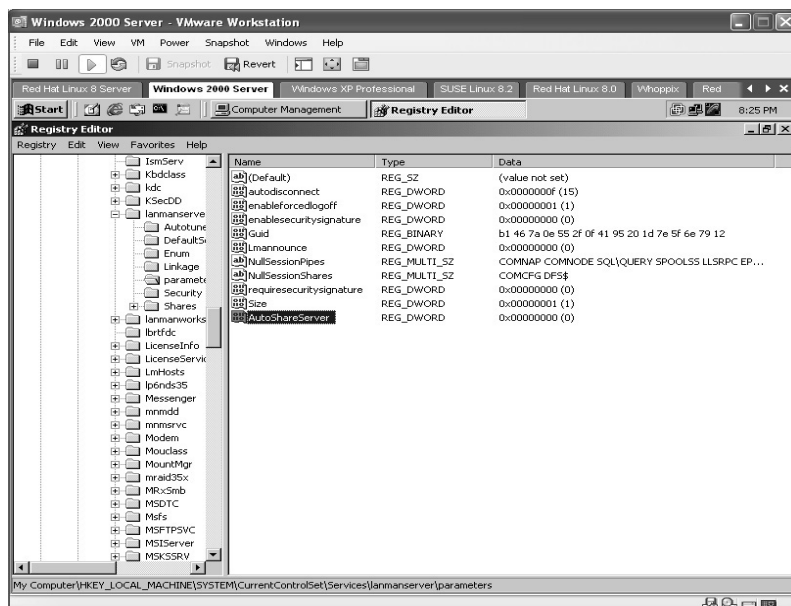 Windows 2000 Server - VMware Workstation
File Edit View VM Power Snapshot Windows Help
Snapshot Revert
Red Hat Linux 8 Server Windows 2000 Server Windows XP Professional SUSE Linux 8.2 Red Hat Linux 8.0 Whoppix Red
Start Computer Management Registry Editor 8:25 PM
Registry Editor
Registry Edit View Favorites Help
Name Type Data
IsmServ
Kbdclass
kdc
KSecDD
lanmanserve
Autotune
DefaultS
Enum
Linkage
paramete
Security
Shares
lanmanworks
lbrtfdc
LicenseInfo
LicenseServic
LmHosts
lp6nds35
Messenger
mnmdd
mnmsrvc
Modem
Mouclass
MountMgr
mraid35x
MRxSmb
MSDTC
Msfs
MSFTPSVC
MSIServer
MSKSSRV
(Default) REG_SZ (value not set)
autodisconnect REG_DWORD 0x0000000f (15)
enableforcedlogoff REG_DWORD 0x00000001 (1)
enablesecuritysignature REG_DWORD 0x00000000 (0)
Guid REG_BINARY b1 46 7a 0e 55 2f 0f 41 95 20 1d 7e 5f 6e 79 12
Lmannounce REG_DWORD 0x00000000 (0)
NullSessionPipes REG_MULTI_SZ COMNAP COMNODE SQL\QUERY SPOOLSS LLSRPC EP...
NullSessionShares REG_MULTI_SZ COMCFG DFS$
requiresecuritysignature REG_DWORD 0x00000000 (0)
Size REG_DWORD 0x00000001 (1)
AutoShareServer REG_DWORD 0x00000000 (0)
My Computer\HKEY_LOCAL_MACHINE\SYSTEM\CurrentControlSet\Services\lanmanserver\parameters